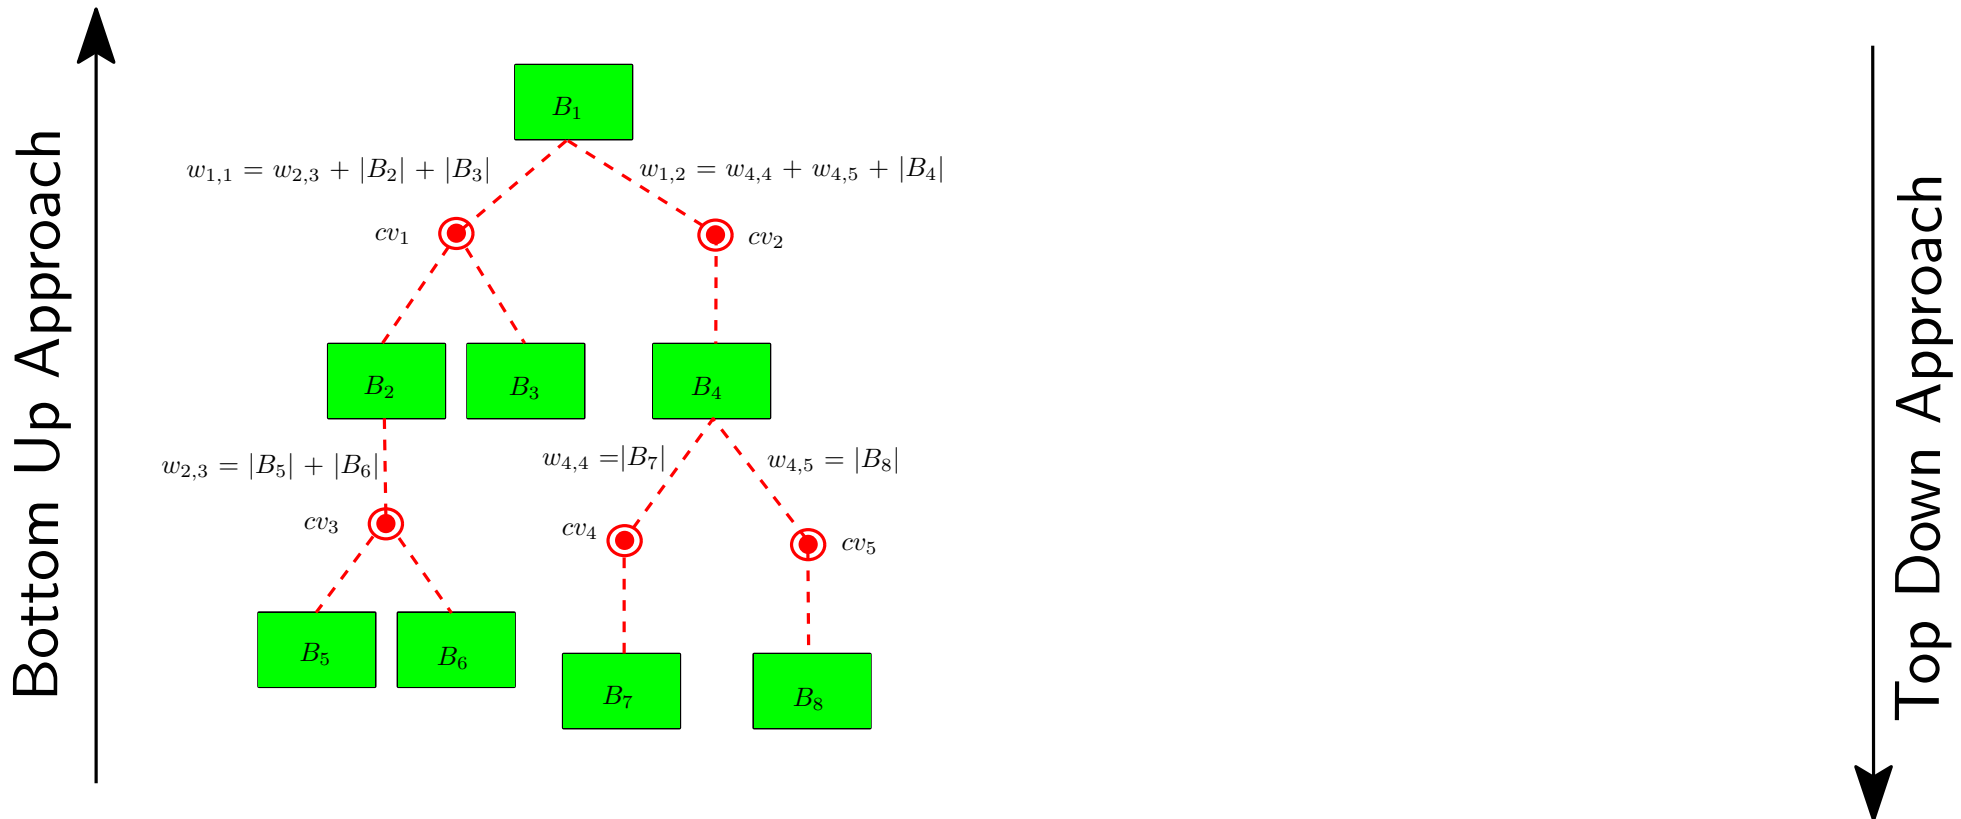 Bottom Up Approach
B₁
w₁,₁ = w₂,₃ + |B₂| + |B₃|
w₁,₂ = w₄,₄ + w₄,₅ + |B₄|
cv₁
cv₂
B₂
B₃
B₄
w₂,₃ = |B₅| + |B₆|
w₄,₄ =|B₇|
w₄,₅ = |B₈|
cv₃
cv₄
cv₅
B₅
B₆
B₇
B₈
Top Down Approach